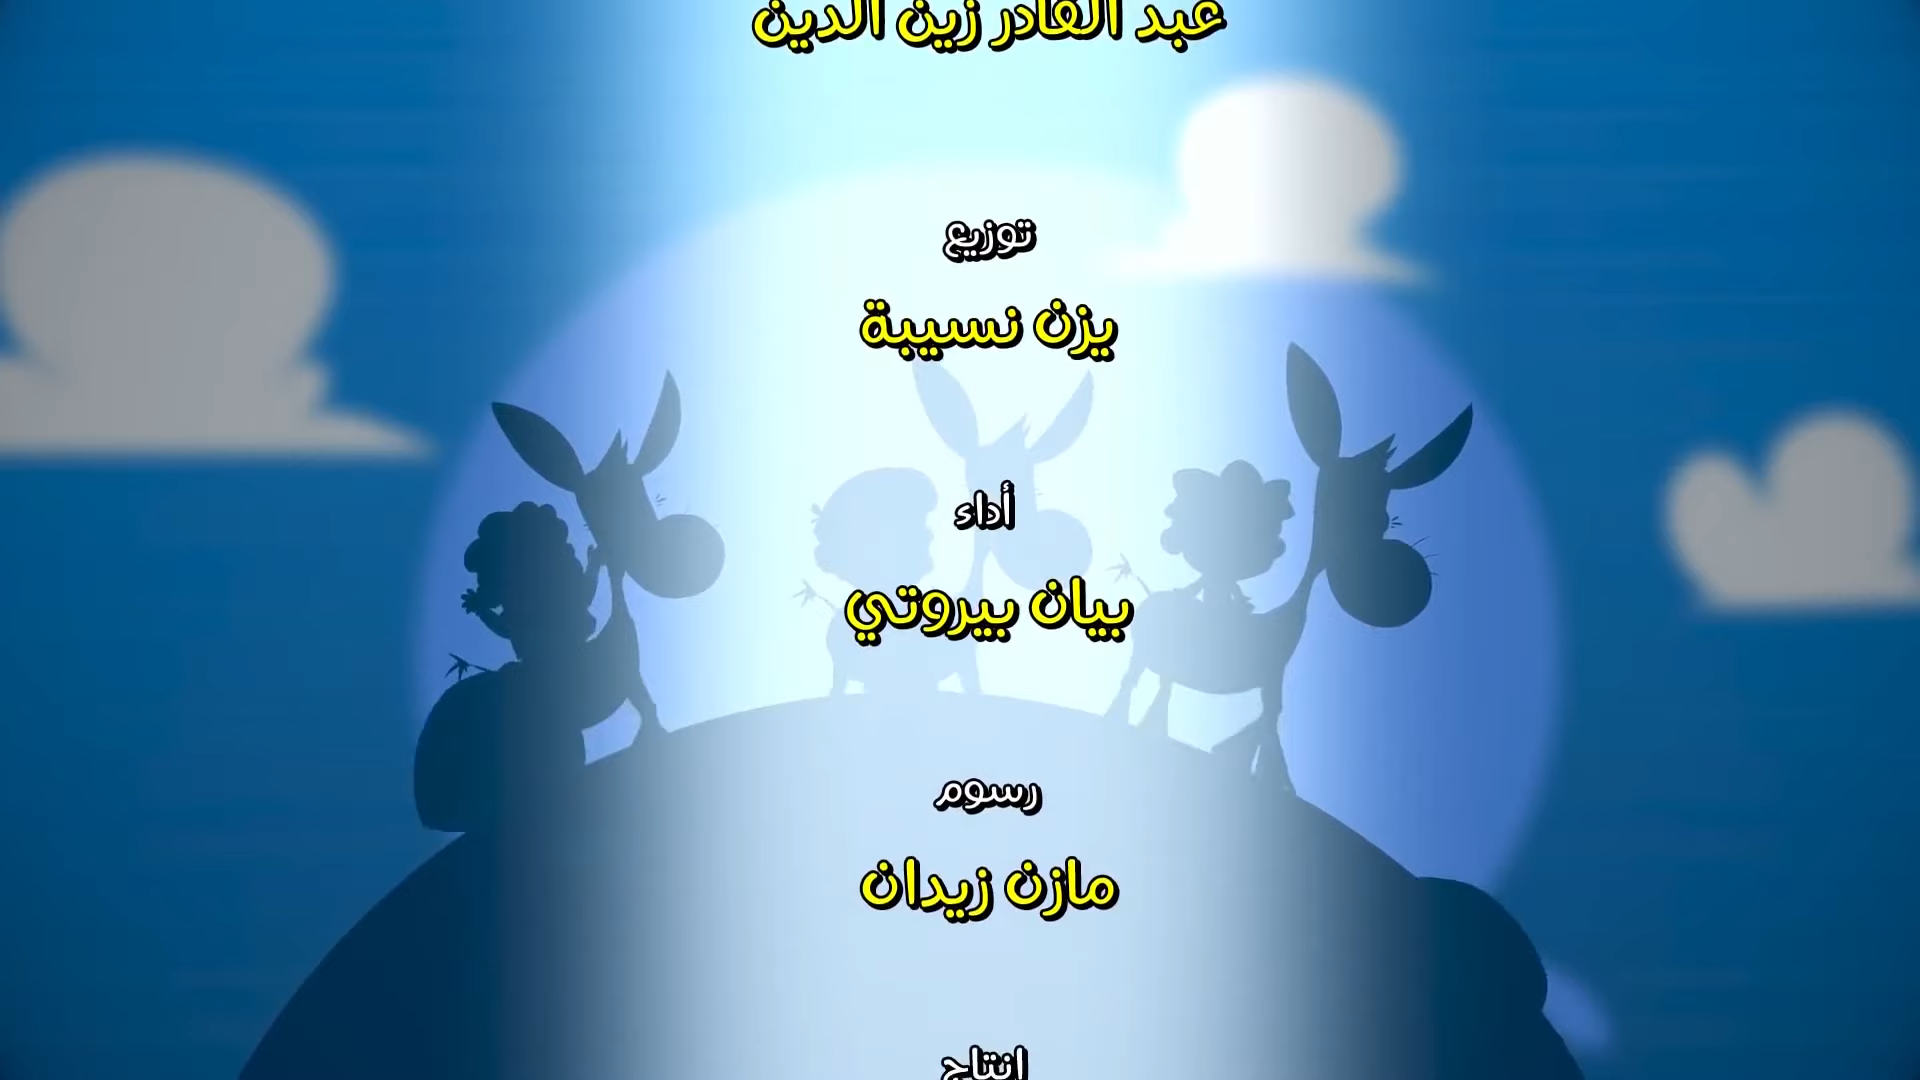 عبد القادر زين الدين
توزيع
يزن نسيبة
أداء
بيان بيروتي
رسوم
مازن زيدان
انتاج